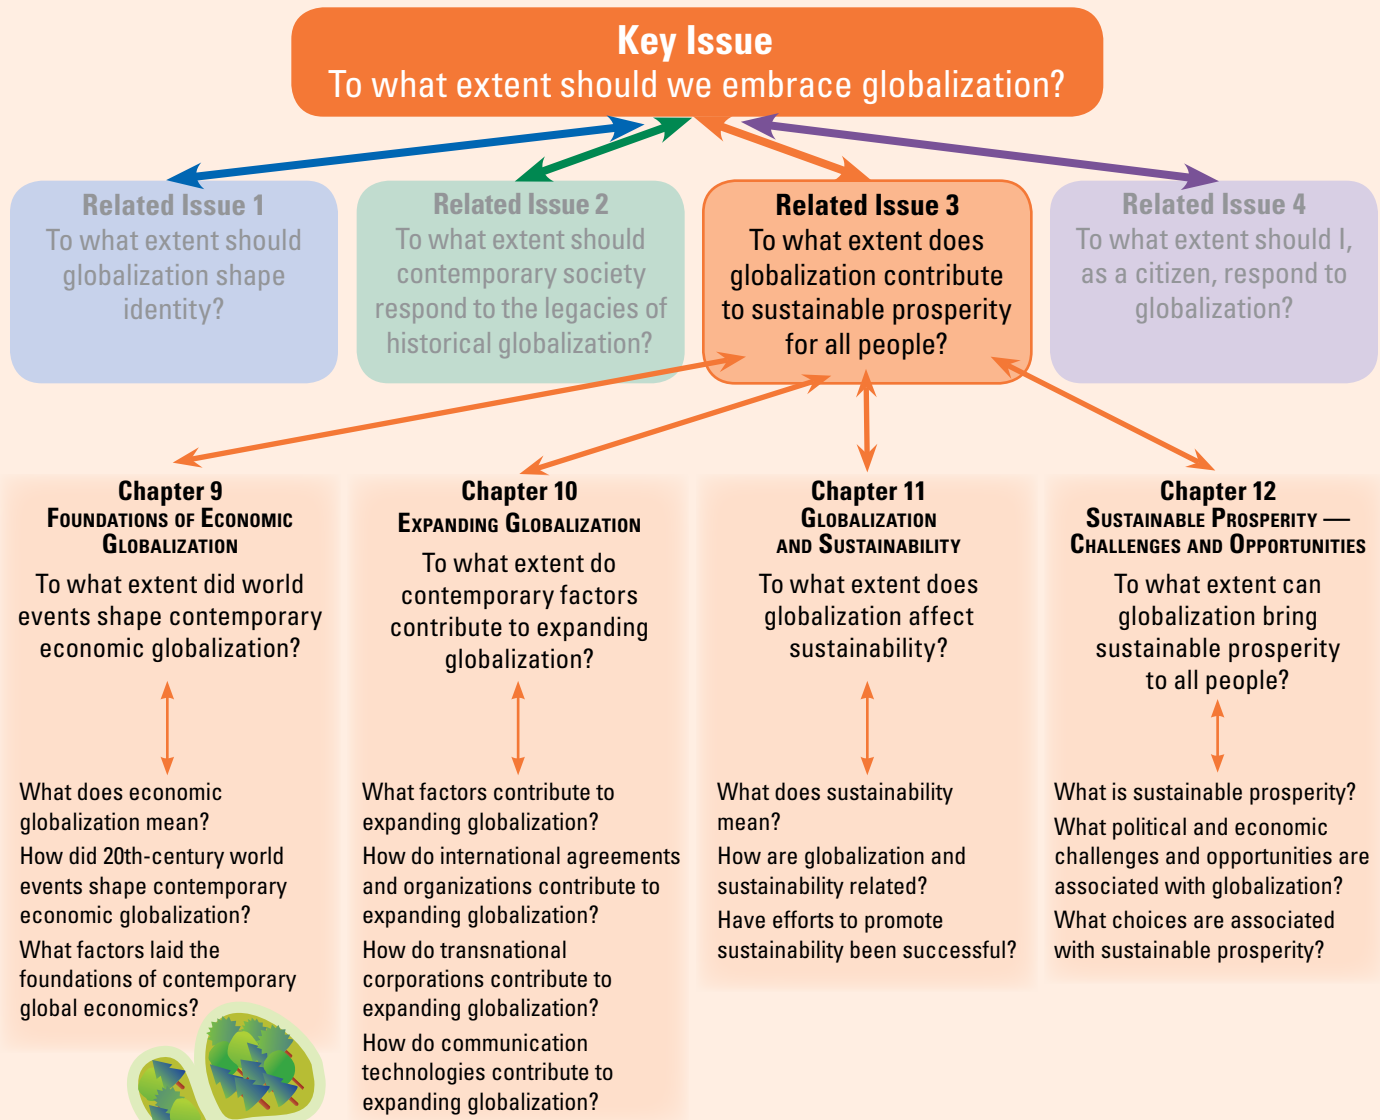 Key Issue
To what extent should we embrace globalization?
Related Issue 1
To what extent should
globalization shape
identity?
Related Issue 2
To what extent should
contemporary society
respond to the legacies of
historical globalization?
Related Issue 3
To what extent does
globalization contribute
to sustainable prosperity
for all people?
Related Issue 4
To what extent should I,
as a citizen, respond to
globalization?
Chapter 9
FOUNDATIONS OF ECONOMIC
GLOBALIZATION
To what extent did world
events shape contemporary
economic globalization?
What does economic
globalization mean?
How did 20th-century world
events shape contemporary
economic globalization?
What factors laid the
foundations of contemporary
global economics?
Chapter 10
EXPANDING GLOBALIZATION
To what extent do
contemporary factors
contribute to expanding
globalization?
What factors contribute to
expanding globalization?
How do international agreements
and organizations contribute to
expanding globalization?
How do transnational
corporations contribute to
expanding globalization?
How do communication
technologies contribute to
expanding globalization?
Chapter 11
GLOBALIZATION
AND SUSTAINABILITY
To what extent does
globalization affect
sustainability?
What does sustainability
mean?
How are globalization and
sustainability related?
Have efforts to promote
sustainability been successful?
Chapter 12
SUSTAINABLE PROSPERITY —
CHALLENGES AND OPPORTUNITIES
To what extent can
globalization bring
sustainable prosperity
to all people?
What is sustainable prosperity?
What political and economic
challenges and opportunities are
associated with globalization?
What choices are associated
with sustainable prosperity?